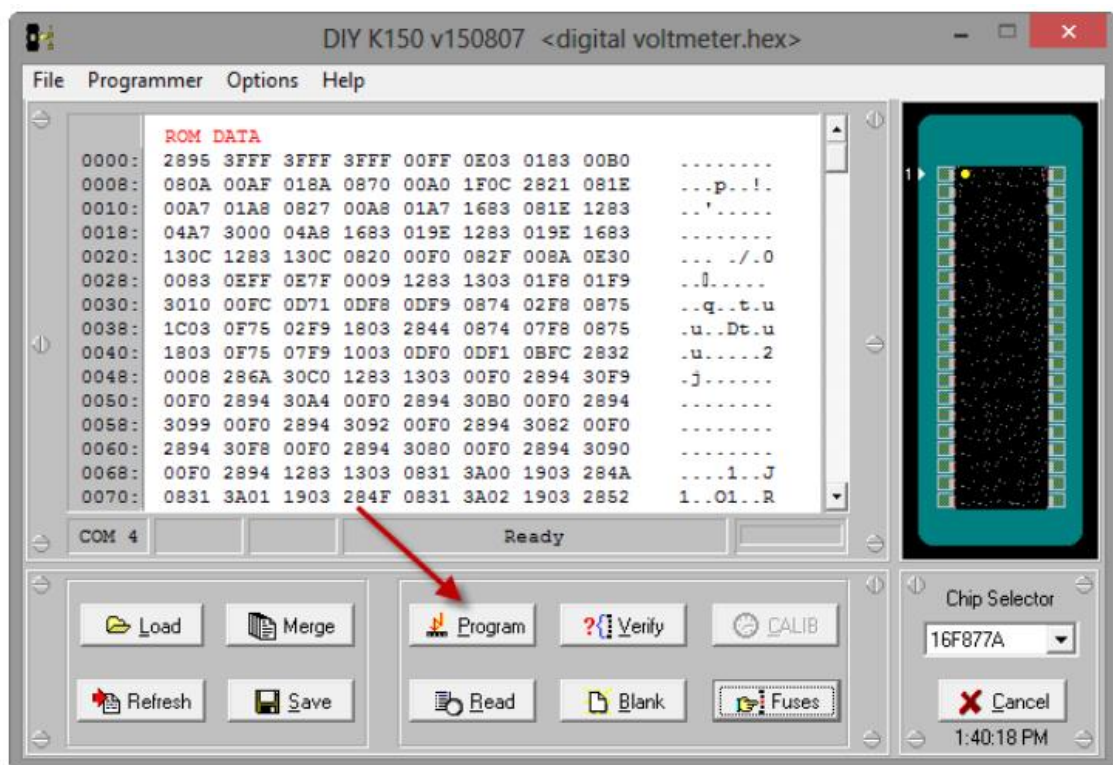 DIY K150 v150807 <digital voltmeter.hex>
File Programmer Options Help
ROM DATA
0000: 2895 3FFF 3FFF 3FFF 00FF 0E03 0183 00B0 ........
0008: 080A 00AF 018A 0870 00A0 1F0C 2821 081E ...p..!.
0010: 00A7 01A8 0827 00A8 01A7 1683 081E 1283 ..'.....
0018: 04A7 3000 04A8 1683 019E 1283 019E 1683 ........
0020: 130C 1283 130C 0820 00F0 082F 008A 0E30 ... ./.0
0028: 0083 0EFF 0E7F 0009 1283 1303 01F8 01F9 ..▯.....
0030: 3010 00FC 0D71 0DF8 0DF9 0874 02F8 0875 ..q..t.u
0038: 1C03 0F75 02F9 1803 2844 0874 07F8 0875 .u..Dt.u
0040: 1803 0F75 07F9 1003 0DF0 0DF1 0BFC 2832 .u.....2
0048: 0008 286A 30C0 1283 1303 00F0 2894 30F9 .j......
0050: 00F0 2894 30A4 00F0 2894 30B0 00F0 2894 ........
0058: 3099 00F0 2894 3092 00F0 2894 3082 00F0 ........
0060: 2894 30F8 00F0 2894 3080 00F0 2894 3090 ........
0068: 00F0 2894 1283 1303 0831 3A00 1903 284A ....1..J
0070: 0831 3A01 1903 284F 0831 3A02 1903 2852 1..O1..R
1
COM 4 Ready
Load Merge Program Verify CALIB
Refresh Save Read Blank Fuses
Chip Selector
16F877A
Cancel
1:40:18 PM